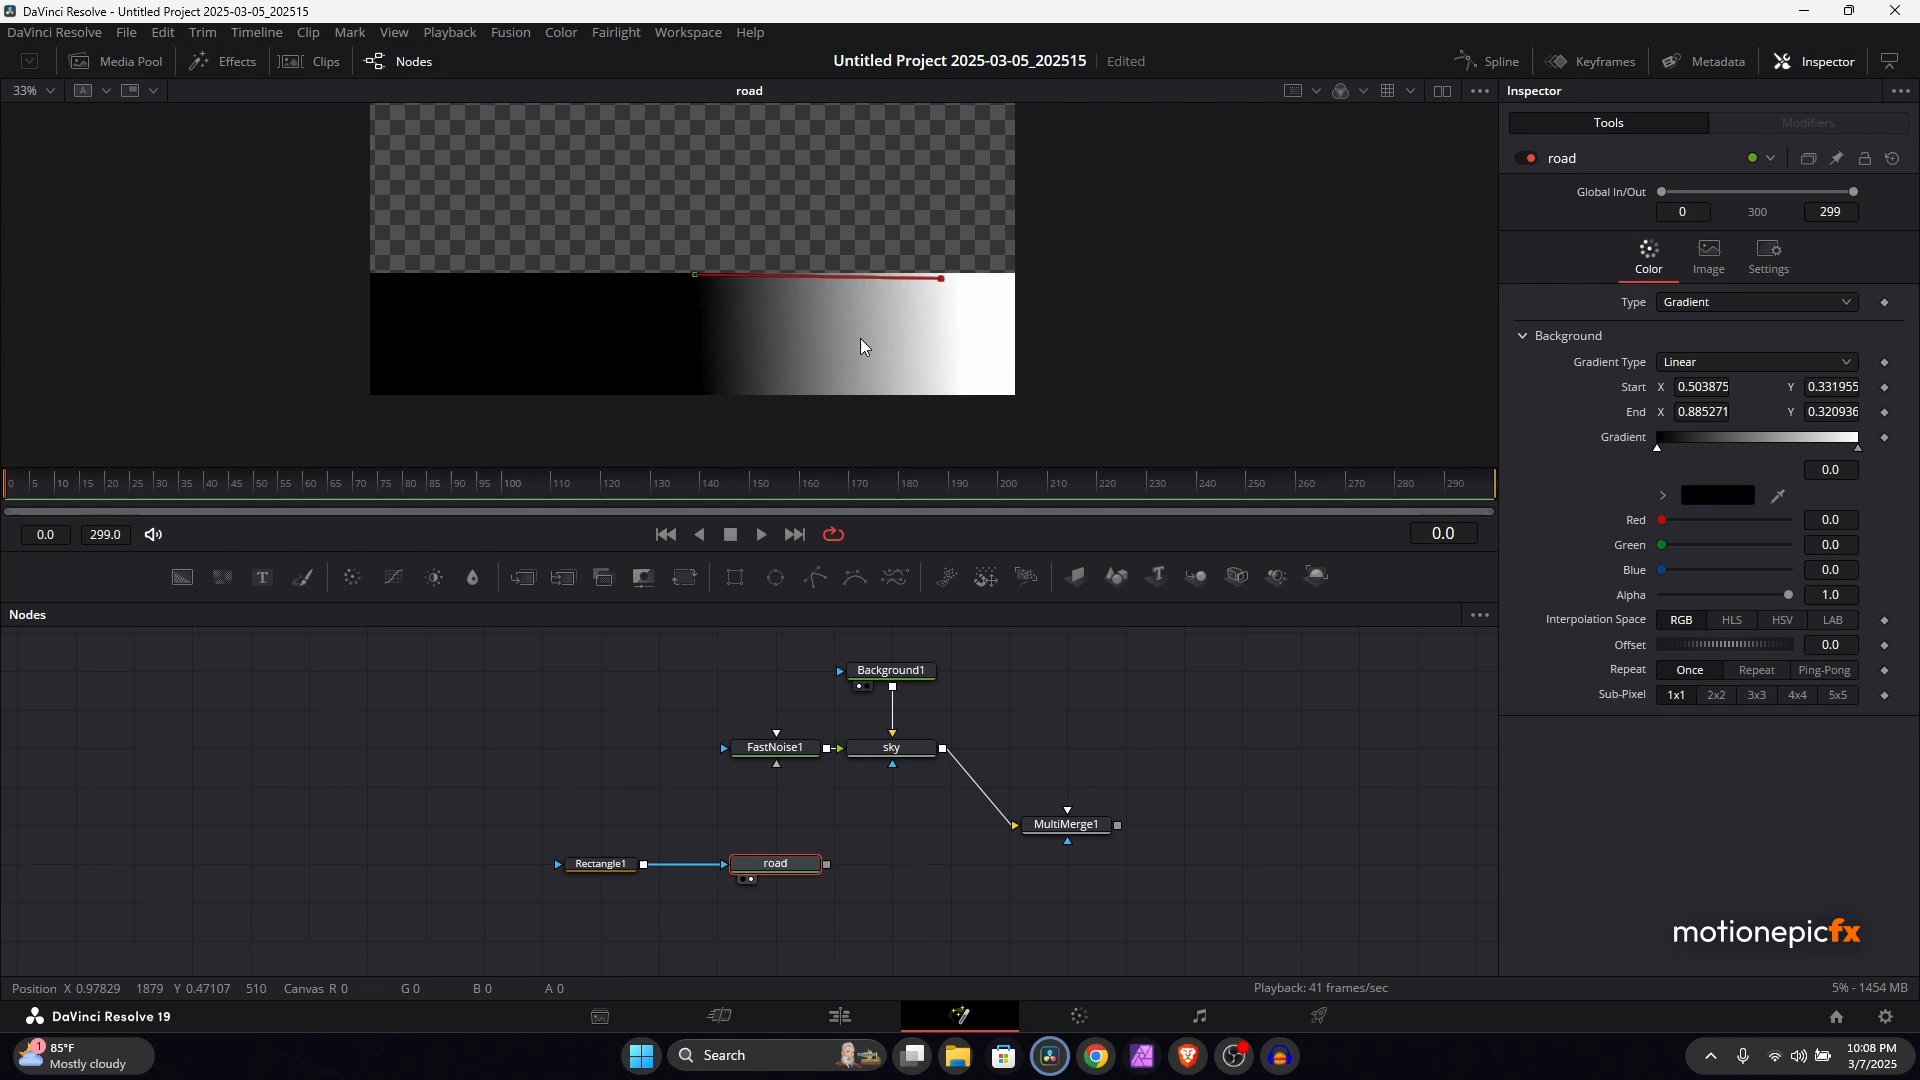 DaVinci Resolve - Untitled Project 2025-03-05_202515
DaVinci Resolve File Edit Trim Timeline Clip Mark View Playback Fusion Color Fairlight Workspace Help
Media Pool Effects Clips Nodes Untitled Project 2025-03-05_202515 Edited Spline Keyframes Metadata Inspector
33% A road Inspector
Tools Modifiers
road
Global In/Out
0 300 299
Color Image Settings
Type Gradient
Background
Gradient Type Linear
Start X 0.503875 Y 0.331955
End X 0.885271 Y 0.320936
Gradient
0.0
Red 0.0
Green 0.0
Blue 0.0
Alpha 1.0
Interpolation Space RGB HLS HSV LAB
Offset 0.0
Repeat Once Repeat Ping-Pong
Sub-Pixel 1x1 2x2 3x3 4x4 5x5
0 5 10 15 20 25 30 35 40 45 50 55 60 65 70 75 80 85 90 95 100 110 120 130 140 150 160 170 180 190 200 210 220 230 240 250 260 270 280 290
0.0 299.0 0.0
T
Nodes
Background1
FastNoise1 sky
MultiMerge1
Rectangle1 road
motionepicfx
Position X 0.97829 1879 Y 0.47107 510 Canvas R 0 G 0 B 0 A 0 Playback: 41 frames/sec 5% - 1454 MB
DaVinci Resolve 19
1 85°F
Mostly cloudy
Search
10:08 PM
3/7/2025